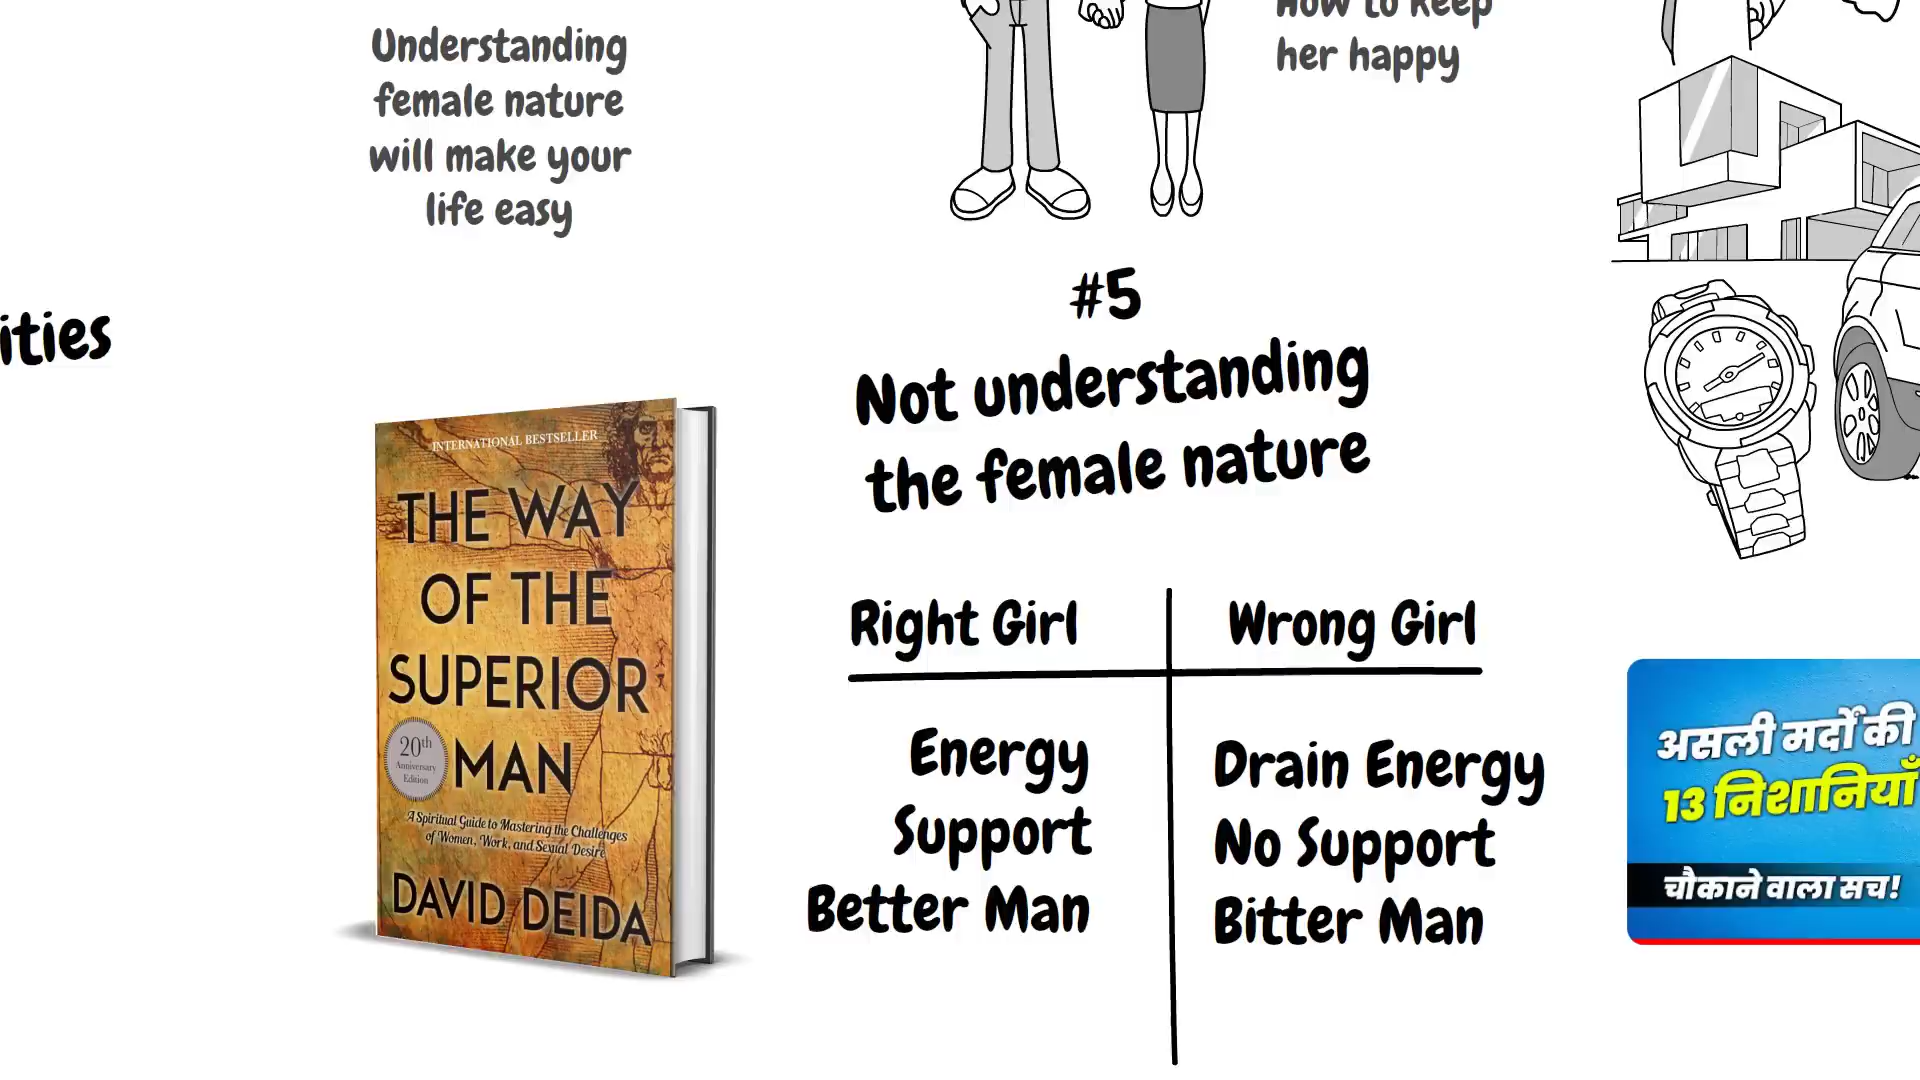 Understanding
female nature
will make your
life easy
How to keep
her happy
ities
#5
Not understanding
the female nature
INTERNATIONAL BESTSELLER
THE WAY
OF THE
SUPERIOR
MAN
20th
Anniversary
Edition
A Spiritual Guide to Mastering the Challenges
of Women, Work, and Sexual Desire
DAVID DEIDA
Right Girl
Wrong Girl
Energy
Support
Better Man
Drain Energy
No Support
Bitter Man
असली मर्दों की
13 निशानियाँ
चौकाने वाला सच!